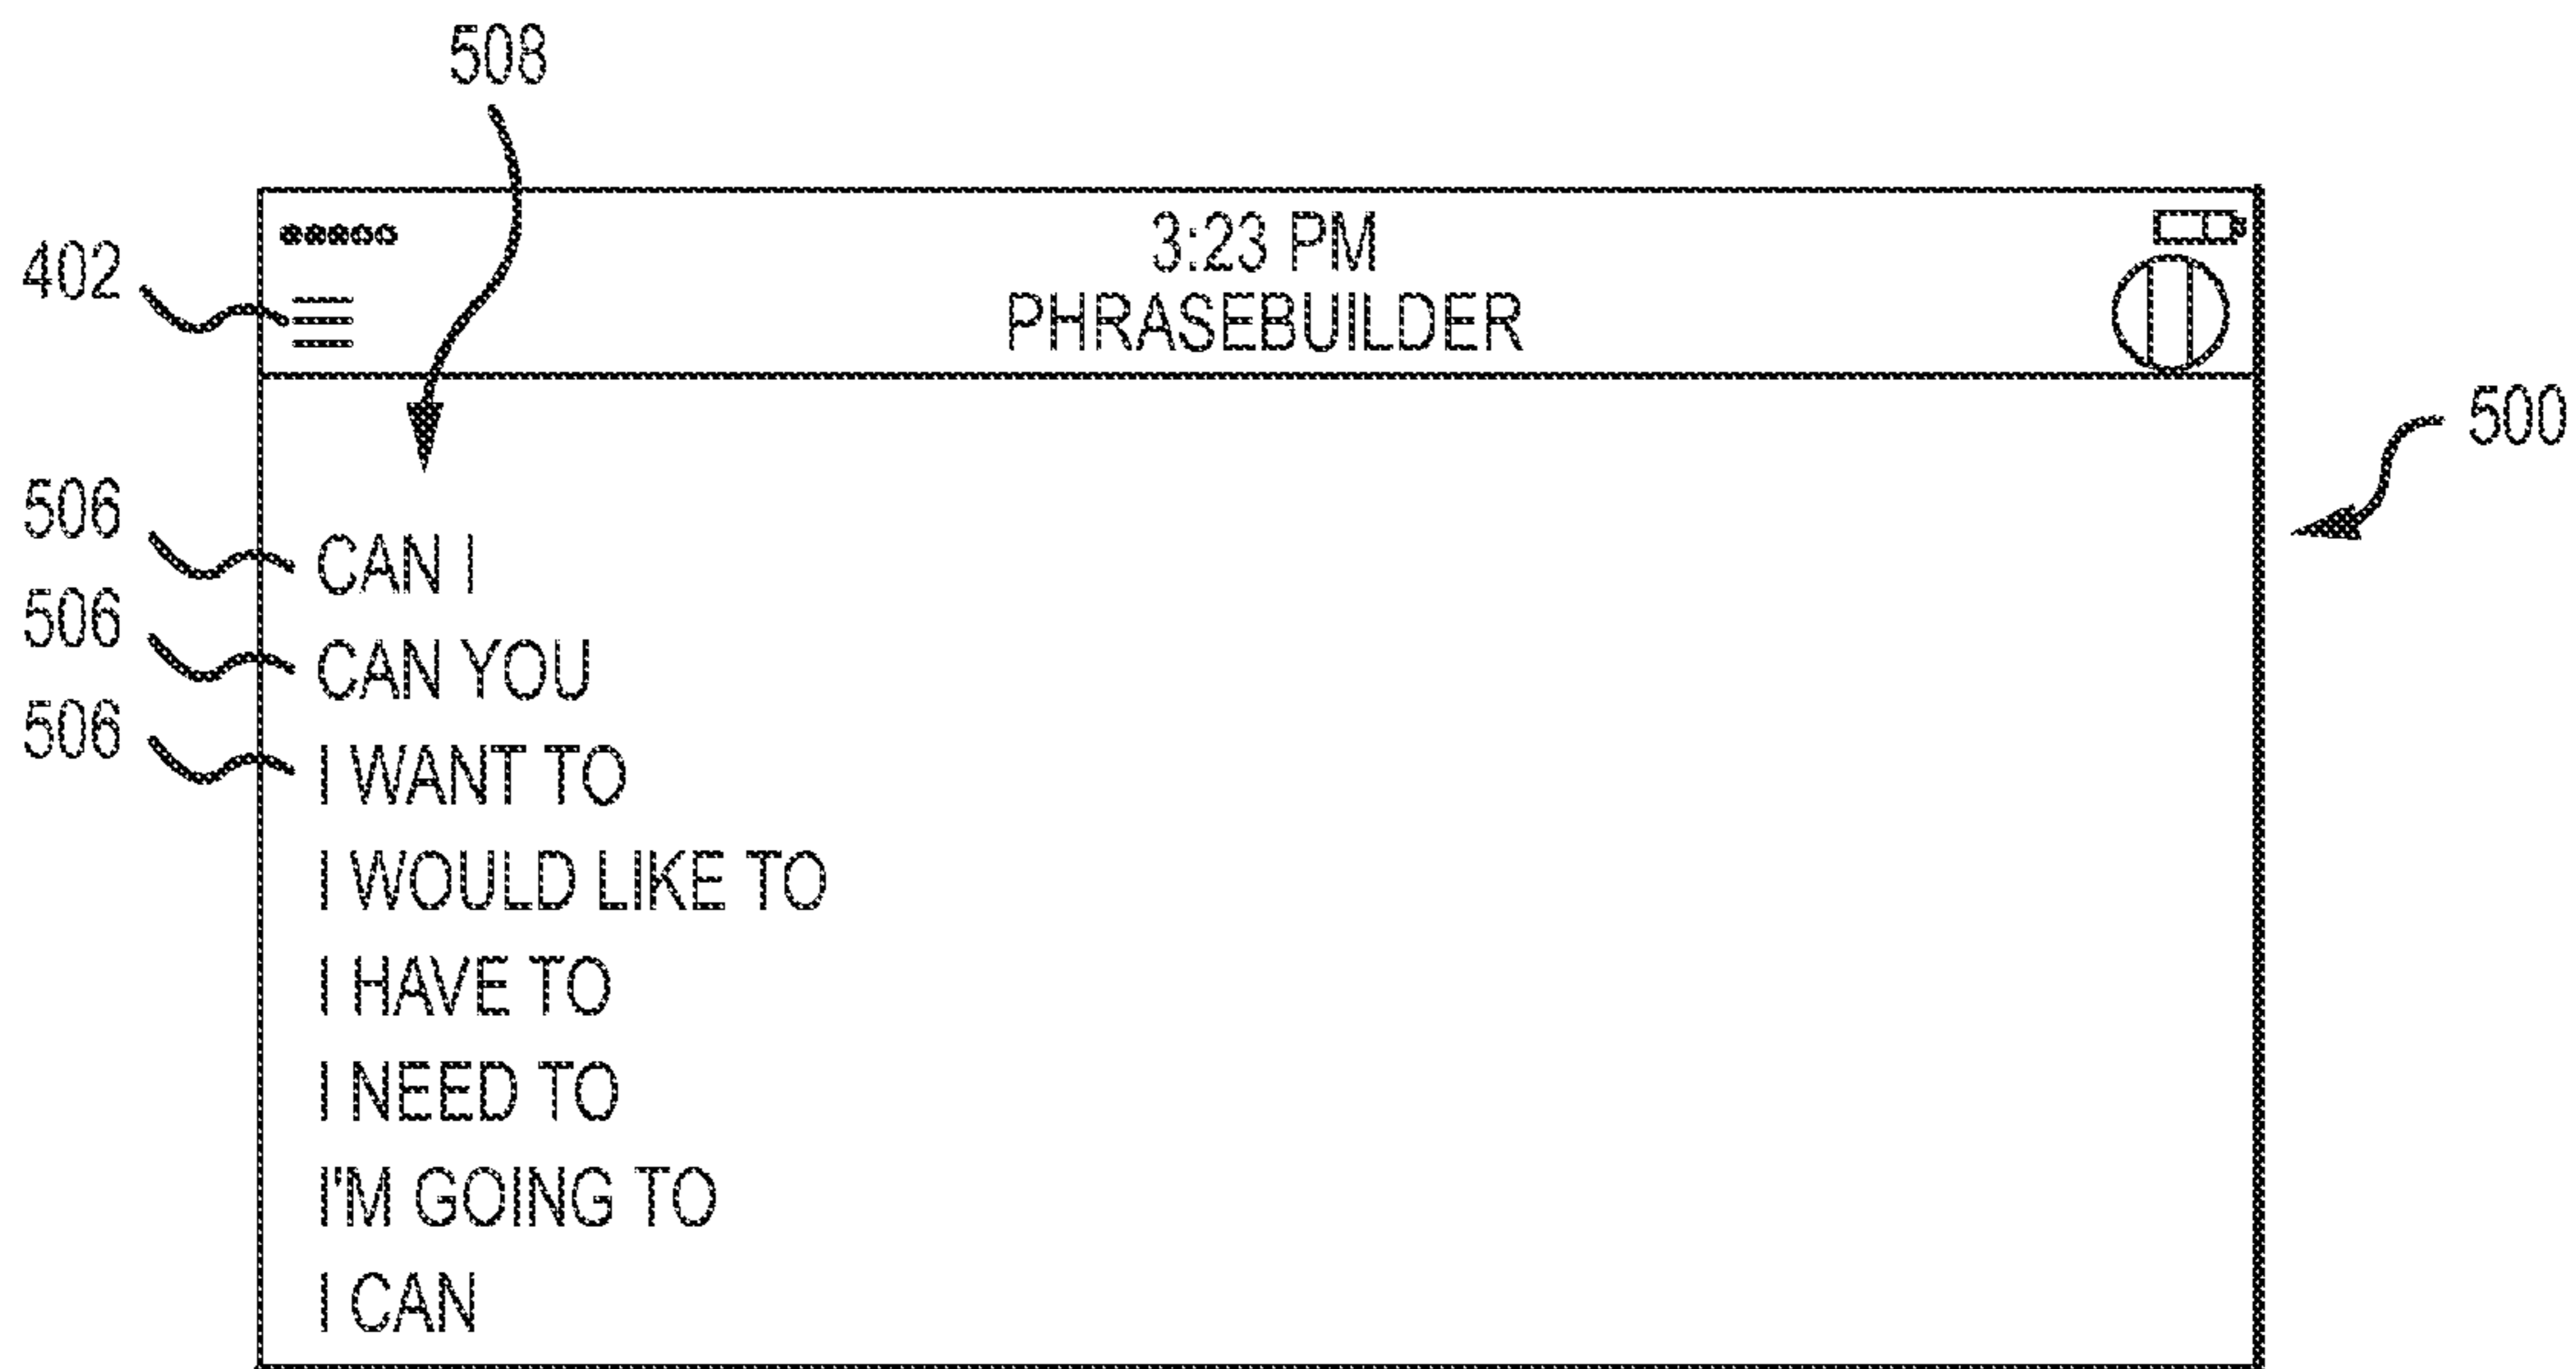 508
3:23 PM
402
PHRASEBUILDER
500
506
CAN I
506
CAN YOU
506
I WANT TO
I WOULD LIKE TO
I HAVE TO
I NEED TO
I'M GOING TO
I CAN